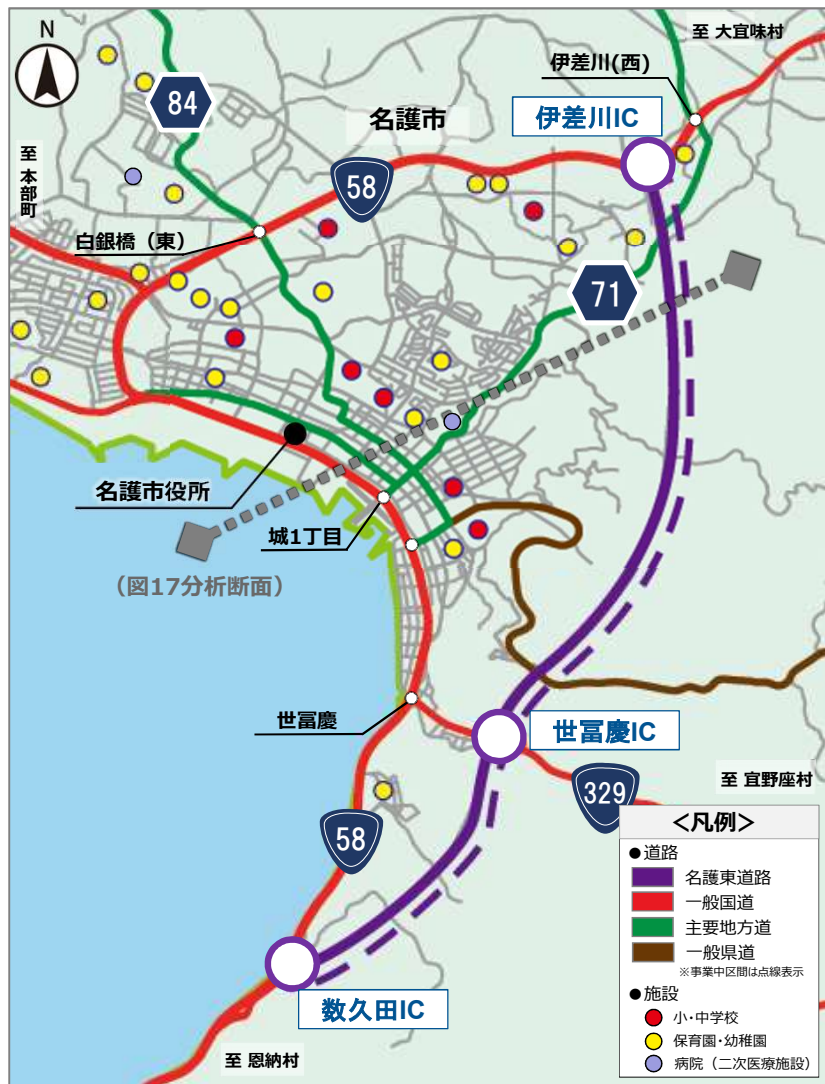 N
至 大宜味村
伊差川(西)
84
名護市
伊差川IC
至 本部町
58
白銀橋（東）
71
名護市役所
城1丁目
（図17分析断面）
世冨慶
世冨慶IC
至 宜野座村
329
58
数久田IC
至 恩納村
＜凡例＞
●道路
名護東道路
一般国道
主要地方道
一般県道
※事業中区間は点線表示
●施設
小・中学校
保育園・幼稚園
病院（二次医療施設）